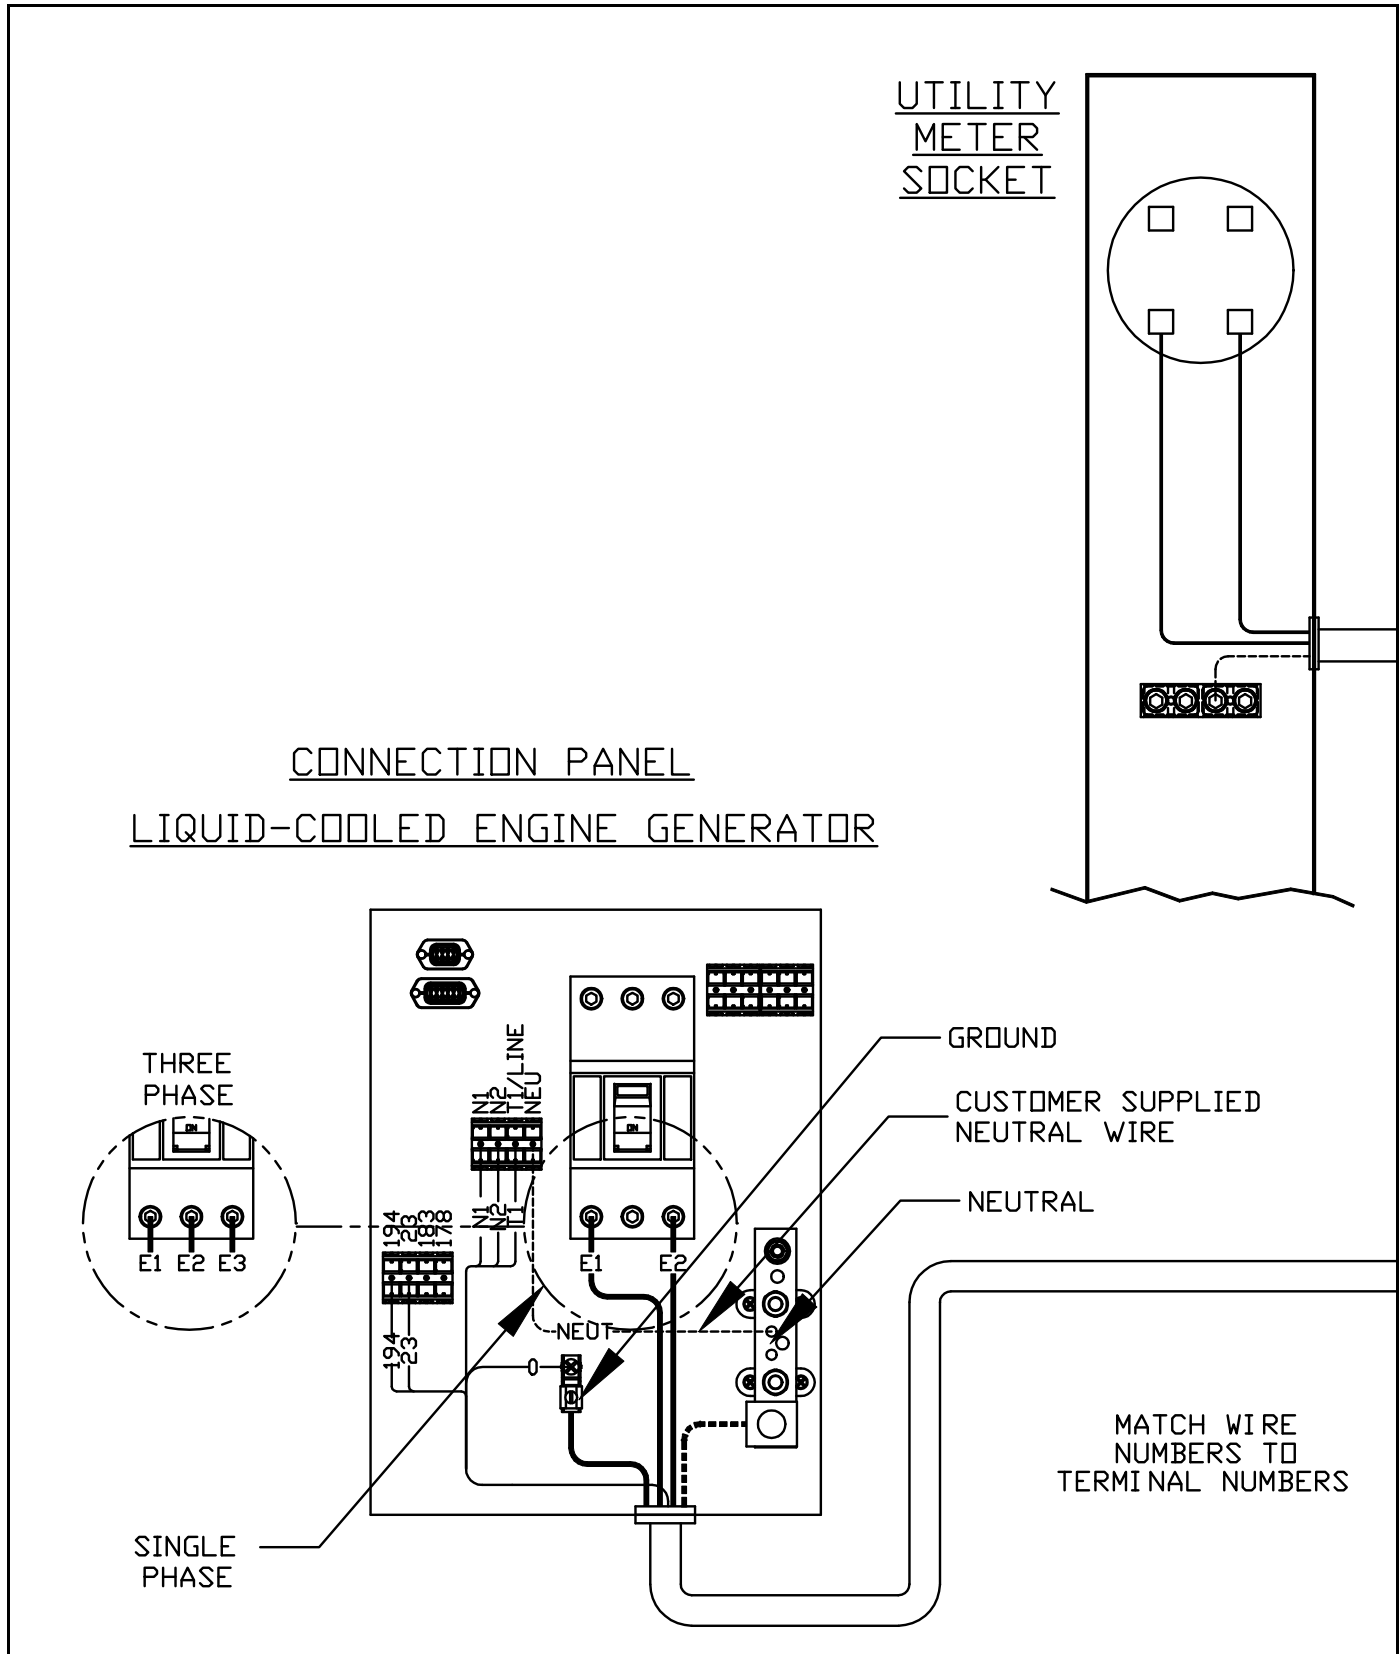 UTILITY
METER
SOCKET
CONNECTION PANEL
LIQUID-COOLED ENGINE GENERATOR
GROUND
CUSTOMER SUPPLIED
NEUTRAL WIRE
NEUTRAL
THREE
PHASE
ON
E1 E2 E3
N1
N2
T1/LINE
NEU
ON
N1
N2
T1
194
23
183
178
E1
E2
NEUT
194
23
0
MATCH WIRE
NUMBERS TO
TERMINAL NUMBERS
SINGLE
PHASE